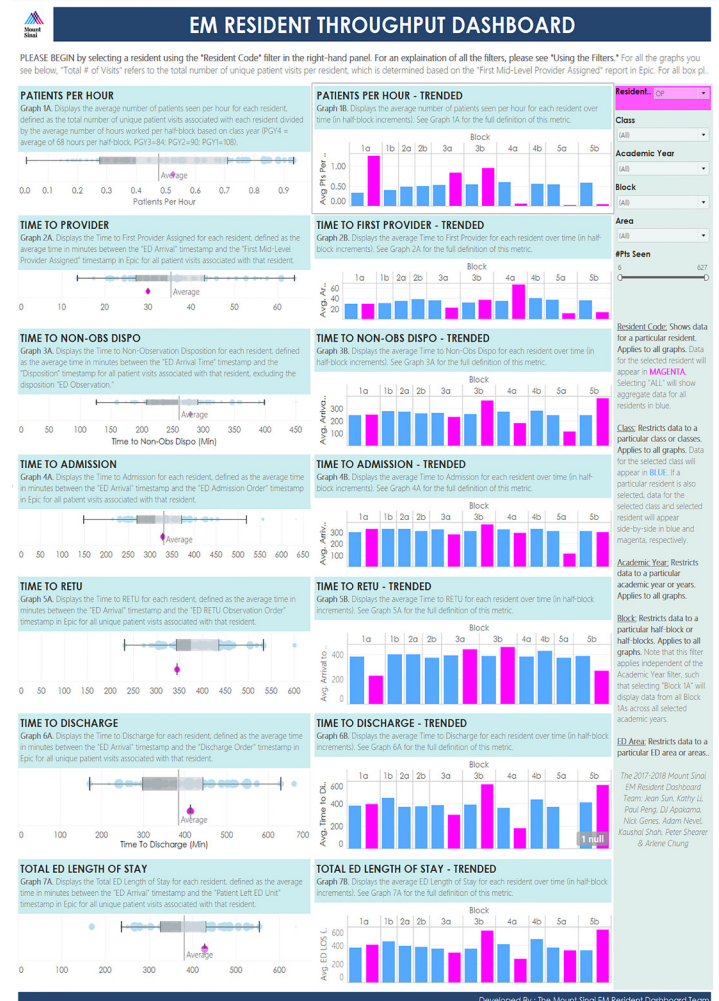 Mount
Sinai
EM RESIDENT THROUGHPUT DASHBOARD
PLEASE BEGIN by selecting a resident using the "Resident Code" filter in the right-hand panel. For an explaination of all the filters, please see "Using the Filters." For all the graphs you
see below, "Total # of Visits" refers to the total number of unique patient visits per resident, which is determined based on the "First Mid-Level Provider Assigned" report in Epic. For all box pl..
PATIENTS PER HOUR
Graph 1A. Displays the average number of patients seen per hour for each resident,
defined as the total number of unique patient visits associated with each resident divided
by the average number of hours worked per half-block based on class year (PGY4 =
average of 68 hours per half-block, PGY3=84; PGY2=90; PGY1=108).
Average
0.0 0.1 0.2 0.3 0.4 0.5 0.6 0.7 0.8 0.9
Patients Per Hour
PATIENTS PER HOUR - TRENDED
Graph 1B. Displays the average number of patients seen per hour for each resident over
time (in half-block increments). See Graph 1A for the full definition of this metric.
Block
1a 1b 2a 2b 3a 3b 4a 4b 5a 5b
Avg Pts Per ..
1.00
0.50
0.00
TIME TO PROVIDER
Graph 2A. Displays the Time to First Provider Assigned for each resident, defined as the
average time in minutes between the "ED Arrival" timestamp and the "First Mid-Level
Provider Assigned" timestamp in Epic for all patient visits associated with that resident.
Average
0 10 20 30 40 50 60
TIME TO FIRST PROVIDER - TRENDED
Graph 2B. Displays the average Time to First Provider for each resident over time (in half-
block increments). See Graph 2A for the full definition of this metric.
Block
1a 1b 2a 2b 3a 3b 4a 4b 5a 5b
Avg. Ar..
60
40
20
TIME TO NON-OBS DISPO
Graph 3A. Displays the Time to Non-Observation Disposition for each resident, defined
as the average time in minutes between the "ED Arrival Time" timestamp and the
"Disposition" timestamp for all patient visits associated with each resident, excluding the
disposition "ED Observation."
Average
0 50 100 150 200 250 300 350 400 450
Time to Non-Obs Dispo (Min)
TIME TO NON-OBS DISPO - TRENDED
Graph 3B. Displays the average Time to Non-Obs Dispo for each resident over time (in
half-block increments). See Graph 3A for the full definition of this metric.
Block
1a 1b 2a 2b 3a 3b 4a 4b 5a 5b
Avg. Arriva..
300
200
100
TIME TO ADMISSION
Graph 4A. Displays the Time to Admission for each resident, defined as the average time
in minutes between the "ED Arrival" timestamp and the "ED Admission Order" timestamp
in Epic for all patient visits associated with that resident.
Average
0 50 100 150 200 250 300 350 400 450 500 550 600 650
TIME TO ADMISSION - TRENDED
Graph 4B. Displays the average Time to Admission for each resident over time (in half-
block increments). See Graph 4A for the full definition of this metric.
Block
1a 1b 2a 2b 3a 3b 4a 4b 5a 5b
Avg. Arriv..
300
200
100
TIME TO RETU
Graph 5A. Displays the Time to RETU for each resident, defined as the average time in
minutes between the "ED Arrival" timestamp and the "ED RETU Observation Order"
timestamp in Epic for all unique patient visits associated with that resident.
0 50 100 150 200 250 300 350 400 450 500 550 600
TIME TO RETU - TRENDED
Graph 5B. Displays the average Time to RETU for each resident over time (in half-block
increments). See Graph 5A for the full definition of this metric.
Block
1a 1b 2a 2b 3a 3b 4a 4b 5a 5b
Avg. Arrival to ..
400
200
0
TIME TO DISCHARGE
Graph 6A. Displays the Time to Discharge for each resident, defined as the average time
in minutes between the "ED Arrival" timestamp and the "Discharge Order" timestamp in
Epic for all unique patient visits associated with that resident.
Average
0 100 200 300 400 500 600 700
Time To Discharge (Min)
TIME TO DISCHARGE - TRENDED
Graph 6B. Displays the average Time to Discharge for each resident over time (in half-block
increments). See Graph 6A for the full definition of this metric.
Block
1a 1b 2a 2b 3a 3b 4a 4b 5a 5b
Avg. Time to Di..
600
400
200
0
1 null
TOTAL ED LENGTH OF STAY
Graph 7A. Displays the Total ED Length of Stay for each resident, defined as the average
time in minutes between the "ED Arrival" timestamp and the "Patient Left ED Unit"
timestamp in Epic for all unique patient visits associated with that resident.
Average
0 100 200 300 400 500 600
TOTAL ED LENGTH OF STAY - TRENDED
Graph 7B. Displays the average ED Length of Stay for each resident over time (in half-block
increments). See Graph 7A for the full definition of this metric.
Block
1a 1b 2a 2b 3a 3b 4a 4b 5a 5b
Avg. ED LOS (..
600
400
200
0
Resident.. OP
Class
(All)
Academic Year
(All)
Block
(All)
Area
(All)
#Pts Seen
6 627
Resident Code: Shows data
for a particular resident.
Applies to all graphs. Data
for the selected resident will
appear in MAGENTA.
Selecting "ALL" will show
aggregate data for all
residents in blue.
Class: Restricts data to a
particular class or classes.
Applies to all graphs. Data
for the selected class will
appear in BLUE. If a
particular resident is also
selected, data for the
selected class and selected
resident will appear
side-by-side in blue and
magenta, respectively.
Academic Year: Restricts
data to a particular
academic year or years.
Applies to all graphs.
Block: Restricts data to a
particular half-block or
half-blocks. Applies to all
graphs. Note that this filter
applies independent of the
Academic Year filter, such
that selecting "Block 1A" will
display data from all Block
1As across all selected
academic years.
ED Area: Restricts data to a
particular ED area or areas..
The 2017-2018 Mount Sinai
EM Resident Dashboard
Team: Jean Sun, Kathy Li,
Paul Peng, DJ Apakama,
Nick Genes, Adam Nevel,
Kaushal Shah, Peter Shearer
& Arlene Chung
Developed By: The Mount Sinai EM Resident Dashboard Team